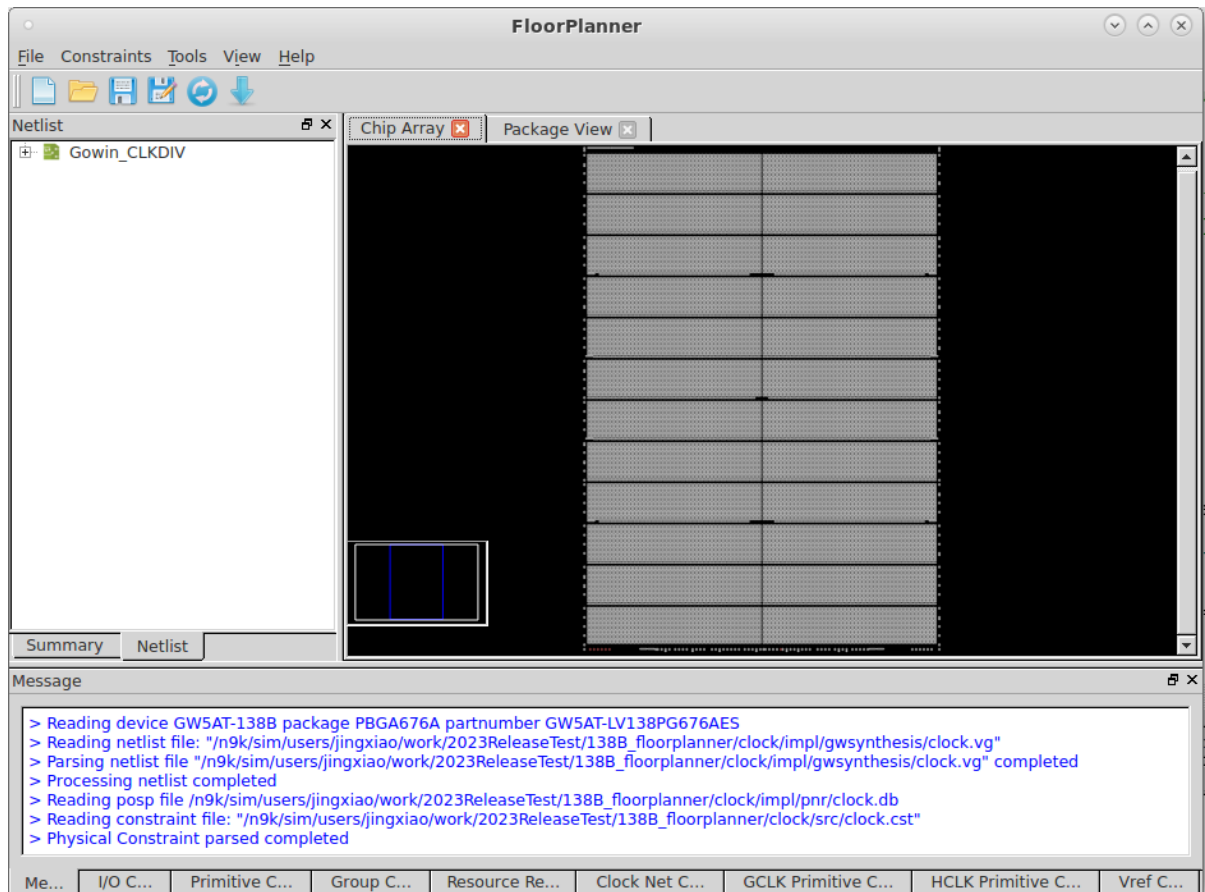 FloorPlanner
File Constraints Tools View Help
Netlist
Chip Array Package View
Gowin_CLKDIV
Summary Netlist
Message
> Reading device GW5AT-138B package PBGA676A partnumber GW5AT-LV138PG676AES
> Reading netlist file: "/n9k/sim/users/jingxiao/work/2023ReleaseTest/138B_floorplanner/clock/impl/gwsynthesis/clock.vg"
> Parsing netlist file "/n9k/sim/users/jingxiao/work/2023ReleaseTest/138B_floorplanner/clock/impl/gwsynthesis/clock.vg" completed
> Processing netlist completed
> Reading posp file /n9k/sim/users/jingxiao/work/2023ReleaseTest/138B_floorplanner/clock/impl/pnr/clock.db
> Reading constraint file: "/n9k/sim/users/jingxiao/work/2023ReleaseTest/138B_floorplanner/clock/src/clock.cst"
> Physical Constraint parsed completed
Me... I/O C... Primitive C... Group C... Resource Re... Clock Net C... GCLK Primitive C... HCLK Primitive C... Vref C...